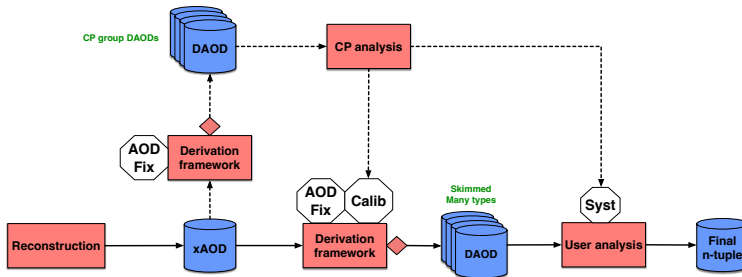 CP group DAODs
DAOD
CP analysis
AOD
Fix
Derivation
framework
AOD
Fix
Calib
Skimmed
Many types
Syst
Reconstruction
xAOD
Derivation
framework
DAOD
User analysis
Final
n-tuple